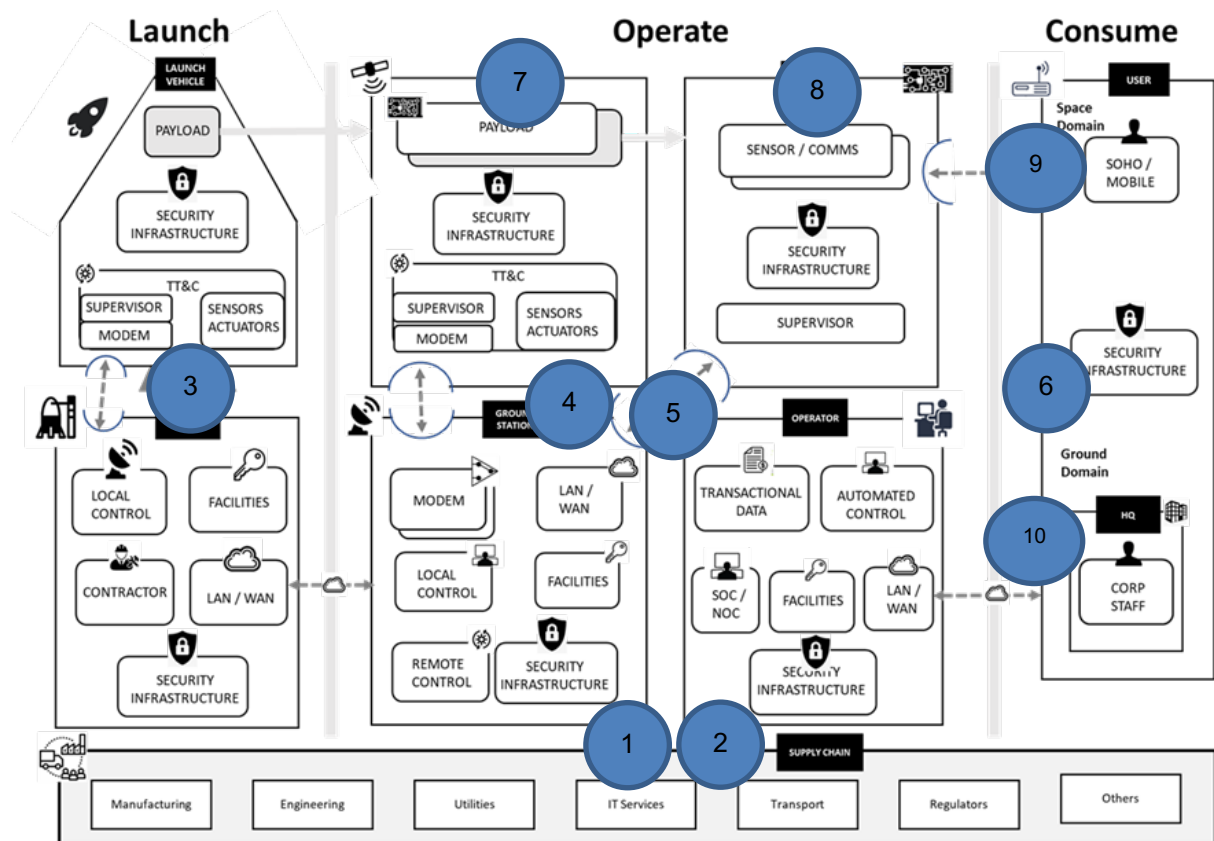 Launch
Operate
Consume
LAUNCH
VEHICLE
PAYLOAD
SECURITY
INFRASTRUCTURE
TT&C
SUPERVISOR
MODEM
SENSORS
ACTUATORS
3
LOCAL
CONTROL
FACILITIES
CONTRACTOR
LAN / WAN
SECURITY
INFRASTRUCTURE
7
PAYLOAD
SECURITY
INFRASTRUCTURE
TT&C
SUPERVISOR
MODEM
SENSORS
ACTUATORS
4
GROUN
STATION
MODEM
LAN /
WAN
LOCAL
CONTROL
FACILITIES
REMOTE
CONTROL
SECURITY
INFRASTRUCTURE
8
SENSOR / COMMS
SECURITY
INFRASTRUCTURE
SUPERVISOR
5
OPERATOR
TRANSACTIONAL
DATA
AUTOMATED
CONTROL
SOC /
NOC
FACILITIES
LAN /
WAN
SECURITY
INFRASTRUCTURE
USER
Space
Domain
9
SOHO /
MOBILE
6
SECURITY
INFRASTRUCTURE
Ground
Domain
10
HQ
CORP
STAFF
1
2
SUPPLY CHAIN
Manufacturing
Engineering
Utilities
IT Services
Transport
Regulators
Others